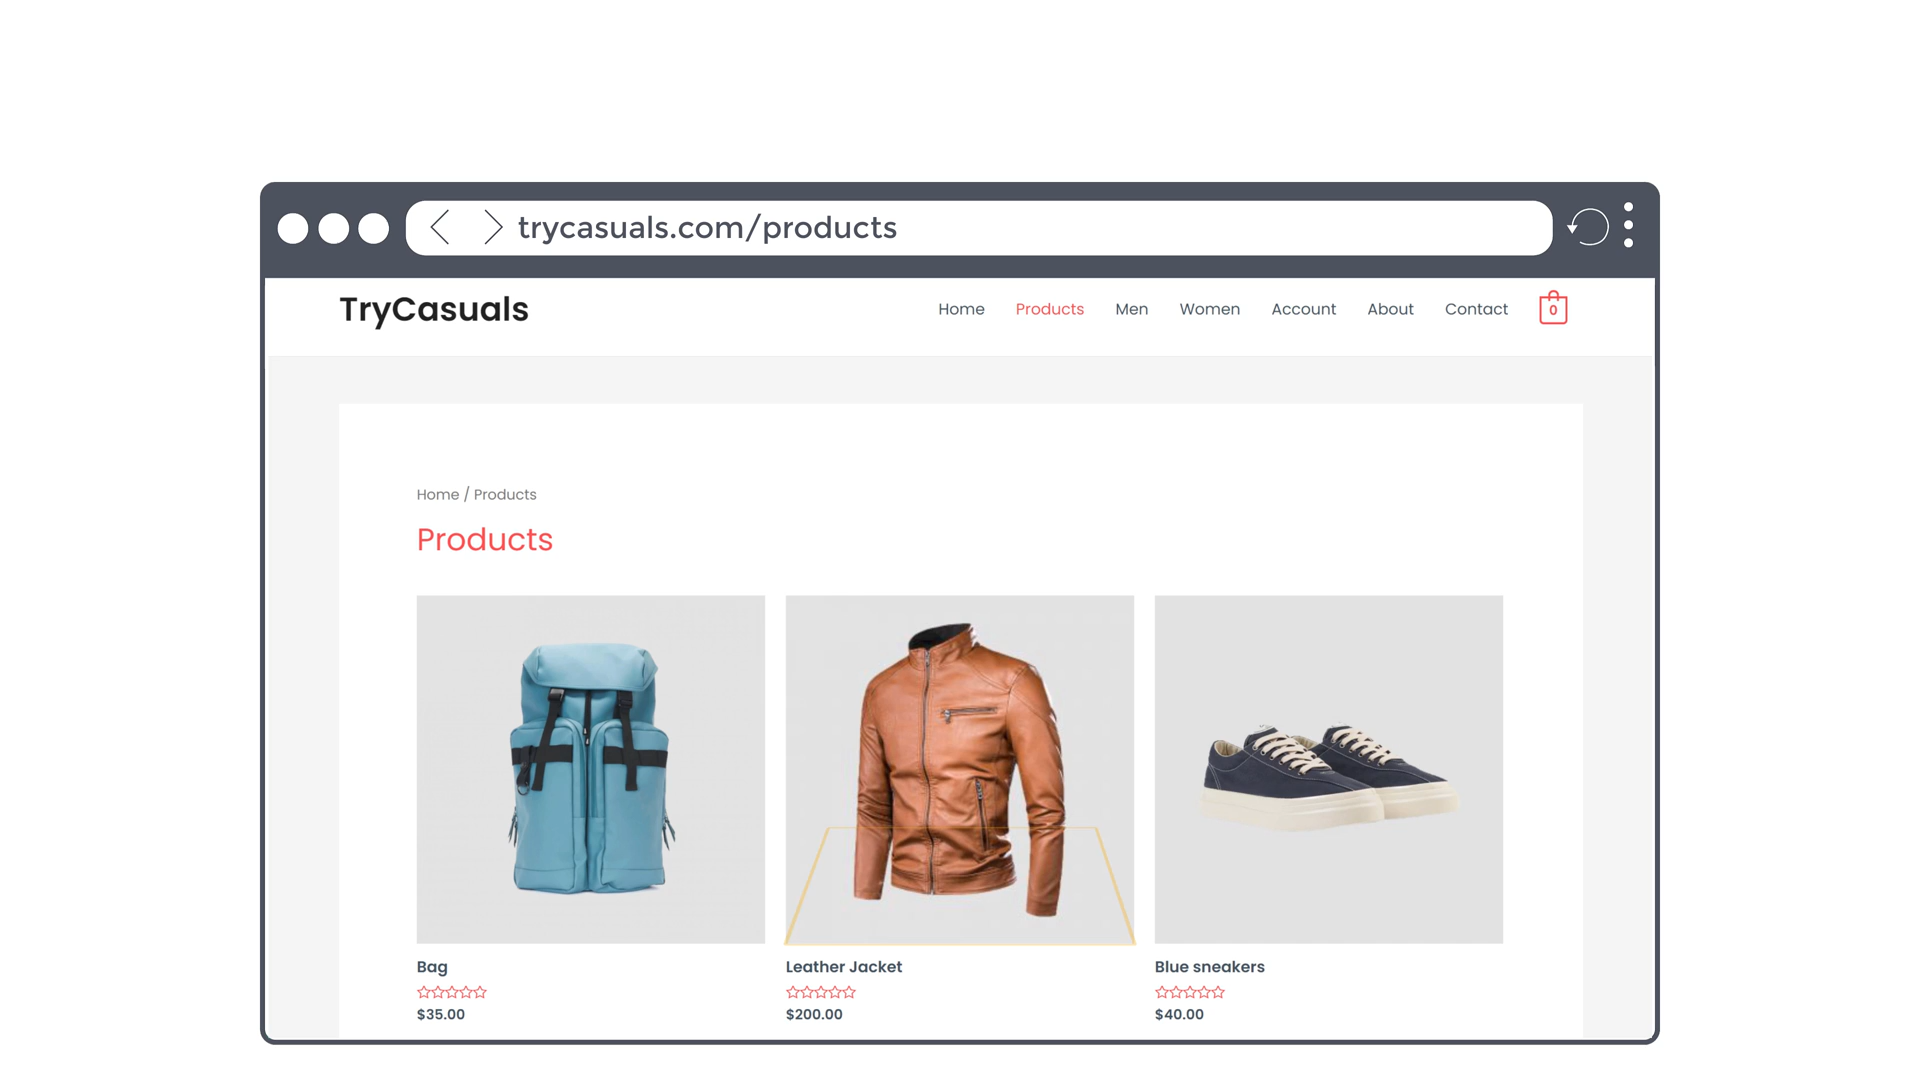 trycasuals.com/products
TryCasuals
Home Products Men Women Account About Contact 0
Home / Products
Products
Bag
$35.00
Leather Jacket
$200.00
Blue sneakers
$40.00